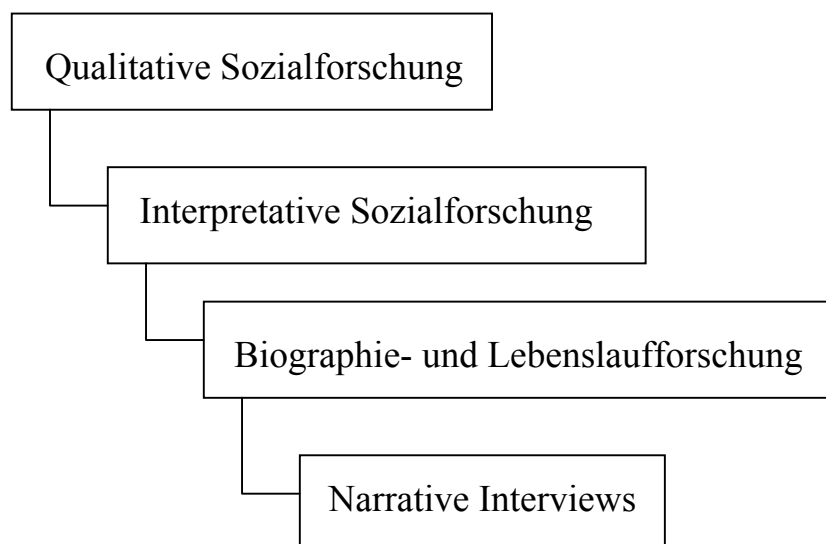 Qualitative Sozialforschung
Interpretative Sozialforschung
Biographie- und Lebenslaufforschung
Narrative Interviews